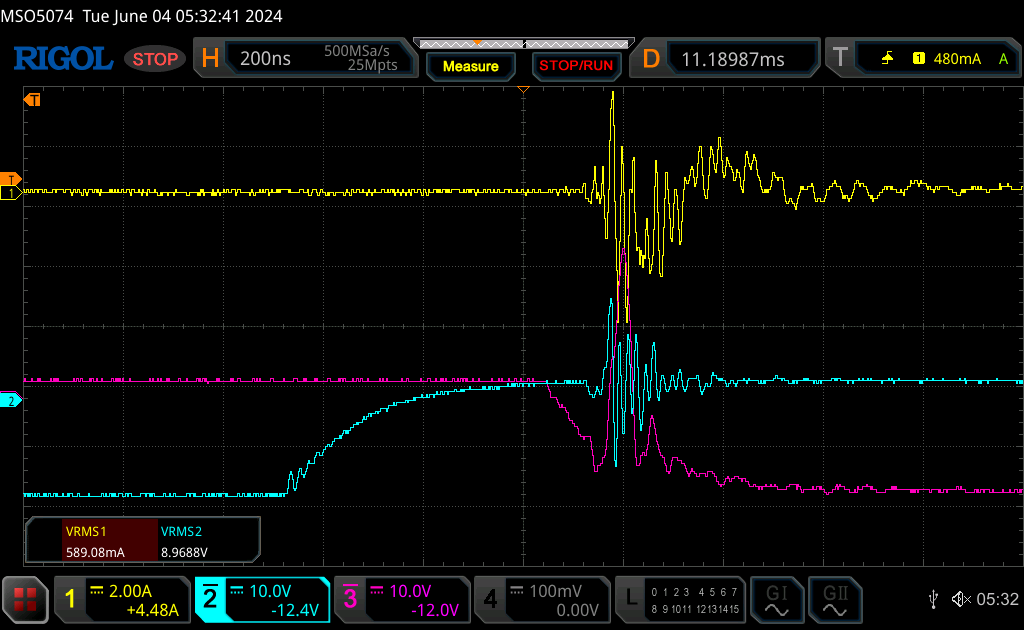 MSO5074 Tue June 04 05:32:41 2024
RIGOL STOP H 200ns 500MSa/s 25Mpts Measure STOP/RUN D 11.18987ms T 1 480mA A
T
T
1
2
VRMS1 VRMS2
589.08mA 8.9688V
1 2.00A +4.48A 2 10.0V -12.4V 3 10.0V -12.0V 4 100mV 0.00V L 0 1 2 3 4 5 6 7 8 9 10 11 12 13 14 15 GI GII 05:32